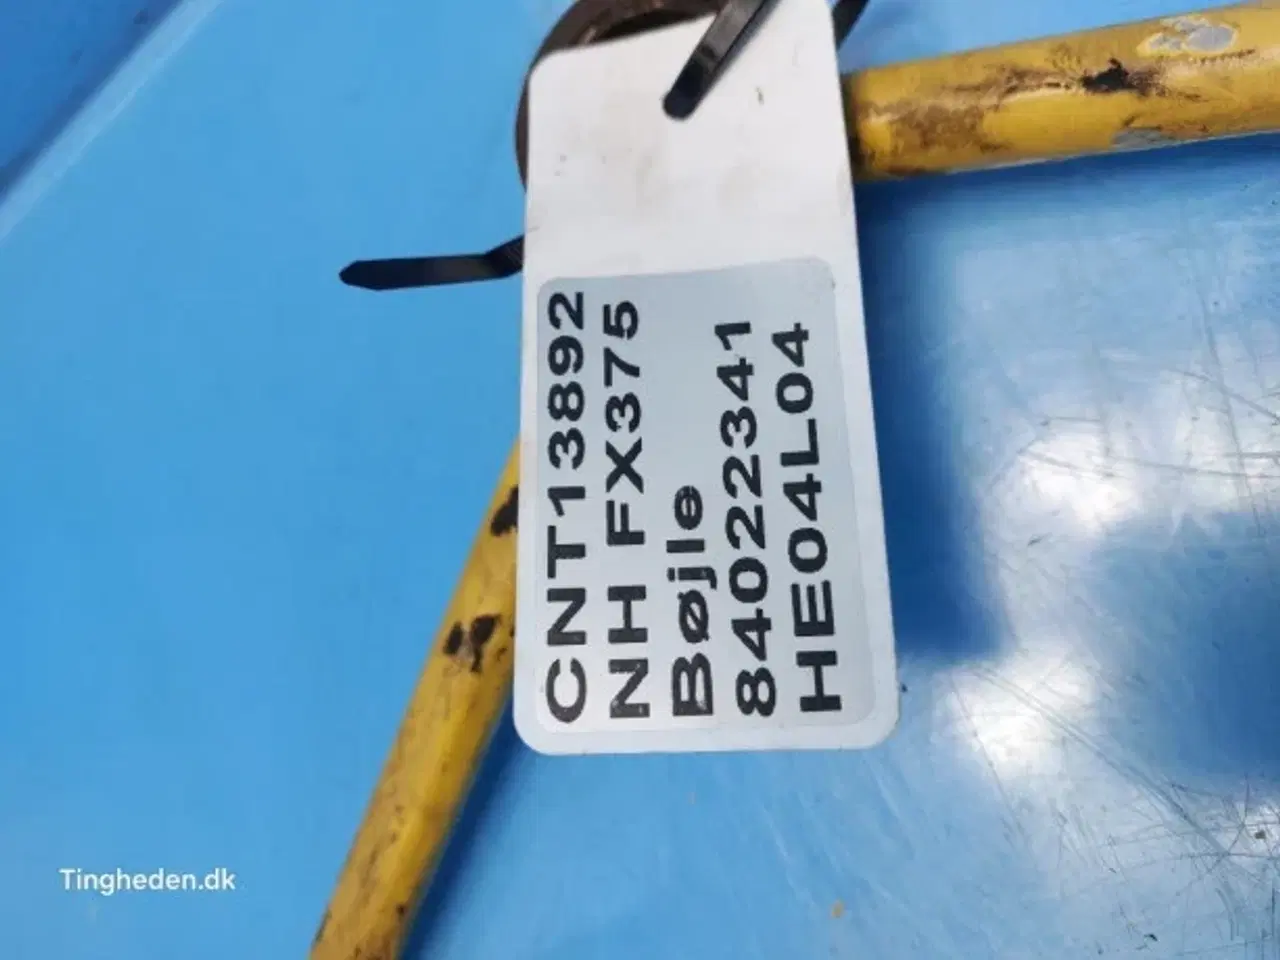 CNT13892
NH FX375
Bøjle
84022341
HE04L04
Tingheden.dk